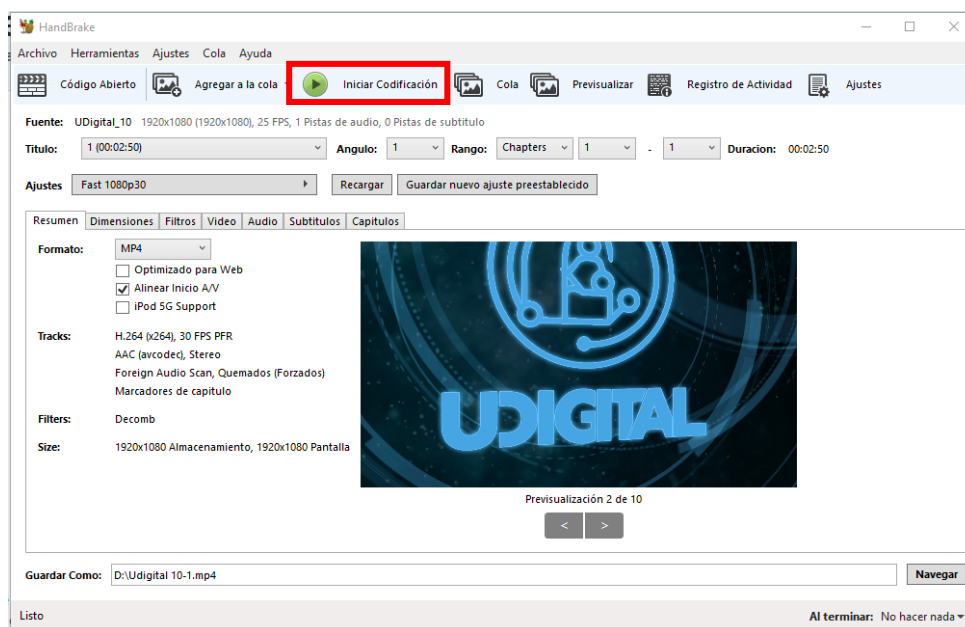 HandBrake
Archivo Herramientas Ajustes Cola Ayuda
Código Abierto Agregar a la cola Iniciar Codificación Cola Previsualizar Registro de Actividad Ajustes
Fuente: UDigital_10 1920x1080 (1920x1080), 25 FPS, 1 Pistas de audio, 0 Pistas de subtitulo
Titulo: 1 (00:02:50) Angulo: 1 Rango: Chapters 1 - 1 Duracion: 00:02:50
Ajustes Fast 1080p30 Recargar Guardar nuevo ajuste preestablecido
Resumen Dimensiones Filtros Video Audio Subtitulos Capitulos
Formato: MP4
Optimizado para Web
Alinear Inicio A/V
iPod 5G Support
Tracks: H.264 (x264), 30 FPS PFR
AAC (avcodec), Stereo
Foreign Audio Scan, Quemados (Forzados)
Marcadores de capitulo
Filters: Decomb
Size: 1920x1080 Almacenamiento, 1920x1080 Pantalla
UDIGITAL
Previsualización 2 de 10
< >
Guardar Como: D:\Udigital 10-1.mp4 Navegar
Listo Al terminar: No hacer nada